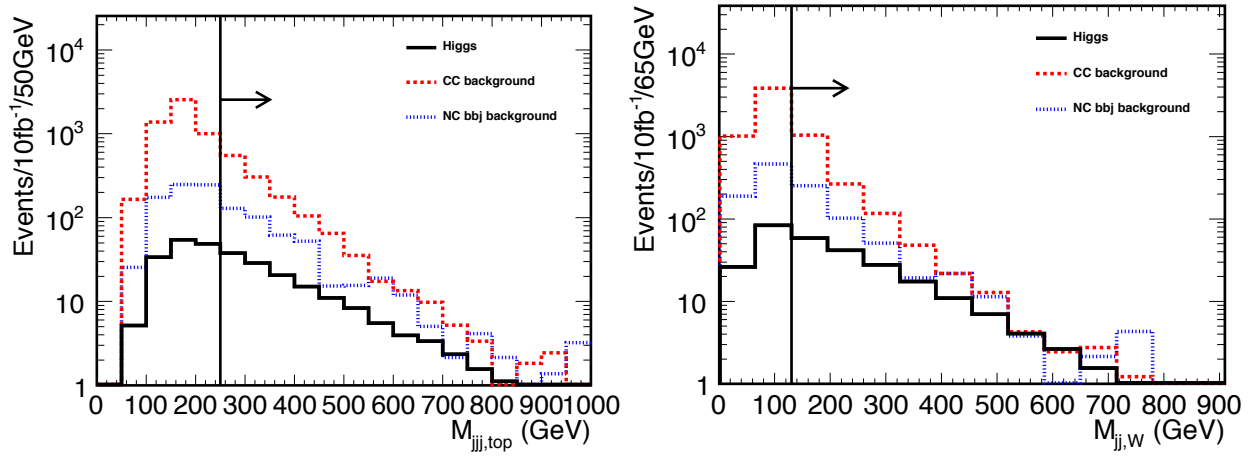 Events/10fb⁻¹/50GeV
10⁴
10³
10²
10
1
Higgs
CC background
NC bbj background
0 100 200 300 400 500 600 700 800 900 1000
M_jjj,top (GeV)
Events/10fb⁻¹/65GeV
10⁴
10³
10²
10
1
Higgs
CC background
NC bbj background
0 100 200 300 400 500 600 700 800 900
M_jj,W (GeV)